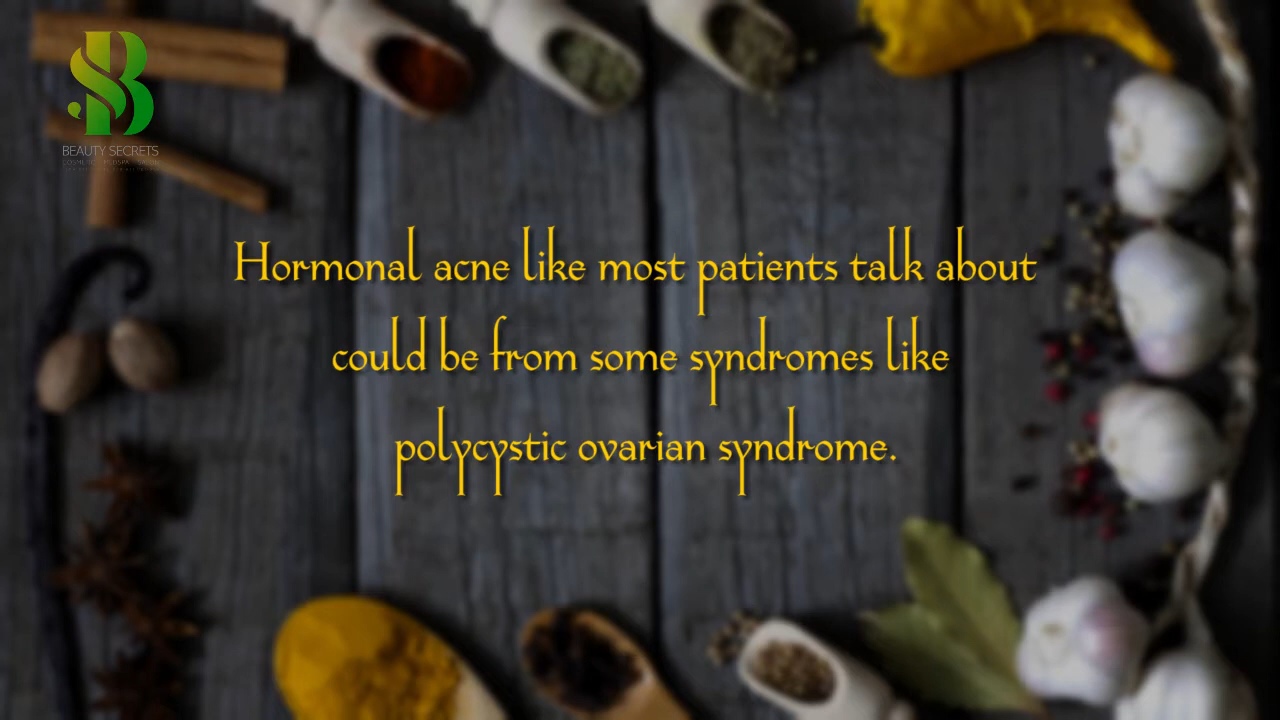 BEAUTY SECRETS
Hormonal acne like most patients talk about
could be from some syndromes like
polycystic ovarian syndrome.